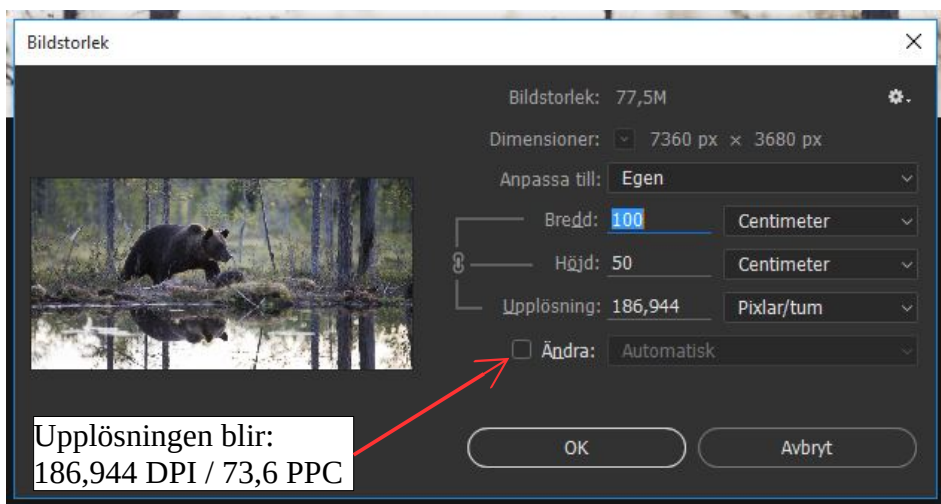 Bildstorlek
Bildstorlek: 77,5M
Dimensioner: 7360 px × 3680 px
Anpassa till: Egen
Bredd: 100 Centimeter
Höjd: 50 Centimeter
Upplösning: 186,944 Pixlar/tum
Ändra: Automatisk
Upplösningen blir:
186,944 DPI / 73,6 PPC
OK Avbryt